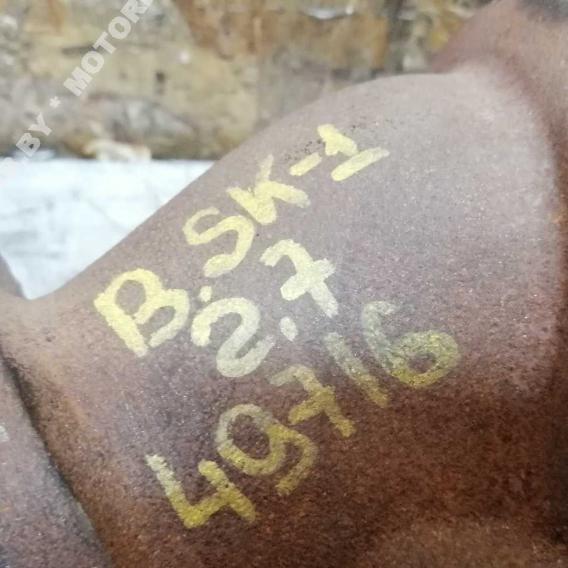 BY * MOTOR
B.SK-1
2.7
49716